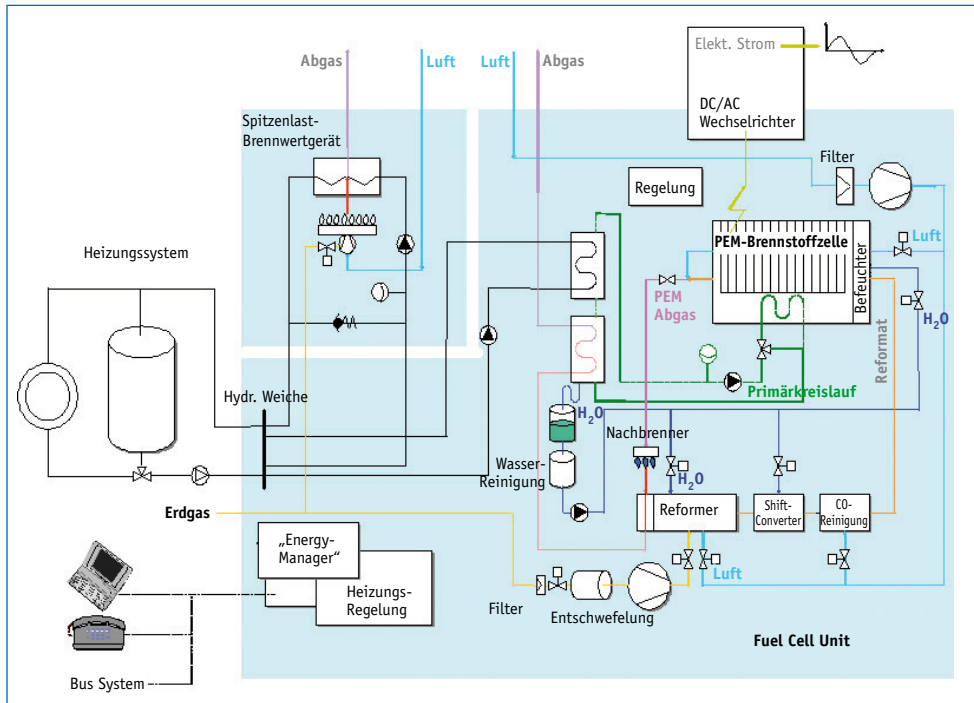 Elekt. Strom
Abgas
Luft
Luft
Abgas
DC/AC
Wechselrichter
Spitzenlast-
Brennwertgerät
Filter
Regelung
PEM-Brennstoffzelle
Luft
Befeuchter
Heizungssystem
PEM
Abgas
H2O
Reformat
Primärkreislauf
Hydr. Weiche
H2O
Nachbrenner
Wasser-
Reinigung
H2O
Reformer
Shift-
Converter
CO-
Reinigung
Erdgas
„Energy-
Manager“
Luft
Heizungs-
Regelung
Filter
Entschwefelung
Fuel Cell Unit
Bus System